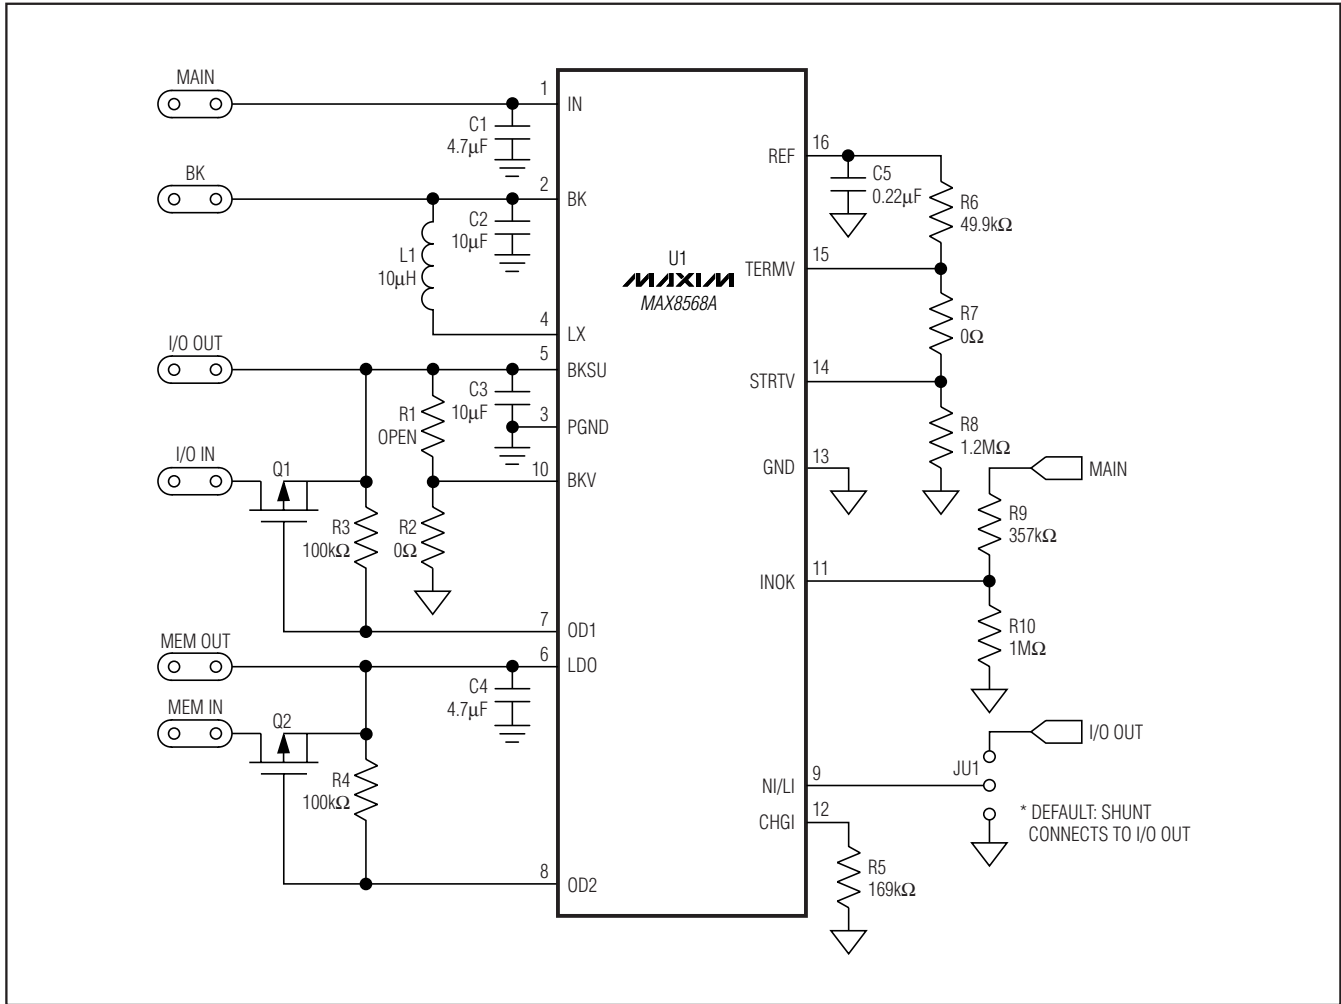 MAIN
BK
I/O OUT
I/O IN
MEM OUT
MEM IN
Q1
Q2
C1
4.7µF
C2
10µF
L1
10µH
C3
10µF
R1
OPEN
R3
100kΩ
R2
0Ω
C4
4.7µF
R4
100kΩ
1
IN
2
BK
4
LX
5
BKSU
3
PGND
10
BKV
7
OD1
6
LDO
8
OD2
U1
MAXIM
MAX8568A
REF
16
TERMV
15
STRTV
14
GND
13
INOK
11
NI/LI
9
CHGI
12
C5
0.22µF
R6
49.9kΩ
R7
0Ω
R8
1.2MΩ
MAIN
R9
357kΩ
R10
1MΩ
I/O OUT
JU1
* DEFAULT: SHUNT
CONNECTS TO I/O OUT
R5
169kΩ